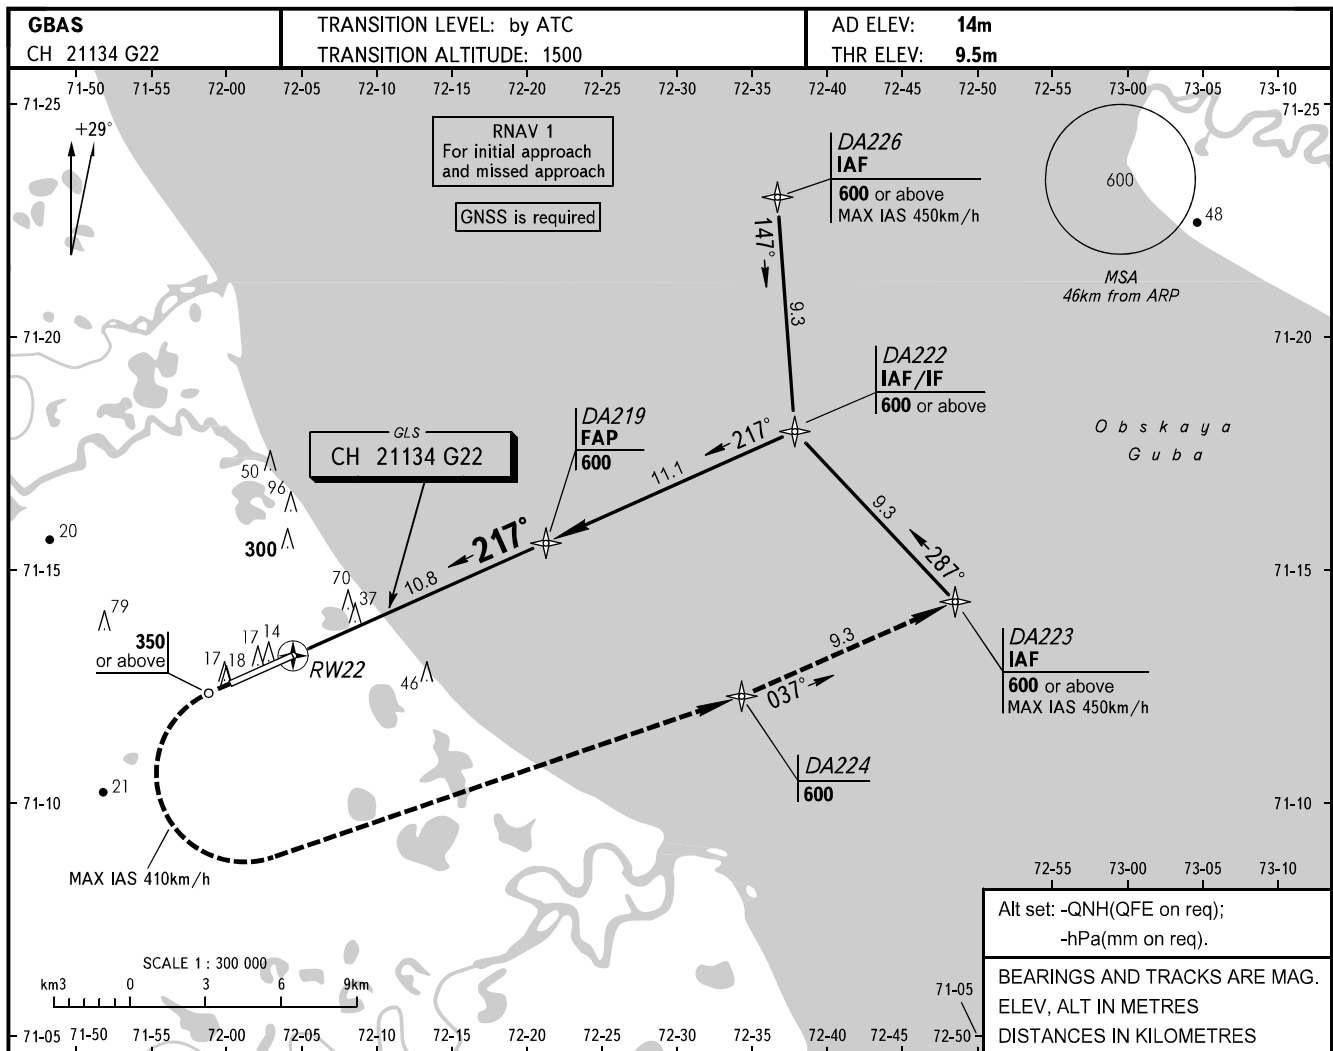 GBAS
CH 21134 G22
TRANSITION LEVEL: by ATC
TRANSITION ALTITUDE: 1500
AD ELEV: 14m
THR ELEV: 9.5m
71-50 71-55 72-00 72-05 72-10 72-15 72-20 72-25 72-30 72-35 72-40 72-45 72-50 72-55 73-00 73-05 73-10
71-25
71-25
+29°
RNAV 1
For initial approach
and missed approach
GNSS is required
DA226
IAF
600 or above
MAX IAS 450km/h
600
48
MSA
46km from ARP
147°
9.3
71-20
71-20
DA222
IAF/IF
600 or above
DA219
FAP
600
217°
11.1
Obskaya
Guba
GLS
CH 21134 G22
50
96
300
20
217°
10.8
9.3
287°
71-15
71-15
70
37
79
350
or above
17 14
17 18
RW22
46
9.3
037°
DA223
IAF
600 or above
MAX IAS 450km/h
DA224
600
21
71-10
71-10
MAX IAS 410km/h
72-55 73-00 73-05 73-10
Alt set: -QNH(QFE on req);
-hPa(mm on req).
SCALE 1 : 300 000
km3 0 3 6 9km
71-05
BEARINGS AND TRACKS ARE MAG.
ELEV, ALT IN METRES
DISTANCES IN KILOMETRES
71-05 71-50 71-55 72-00 72-05 72-10 72-15 72-20 72-25 72-30 72-35 72-40 72-45 72-50